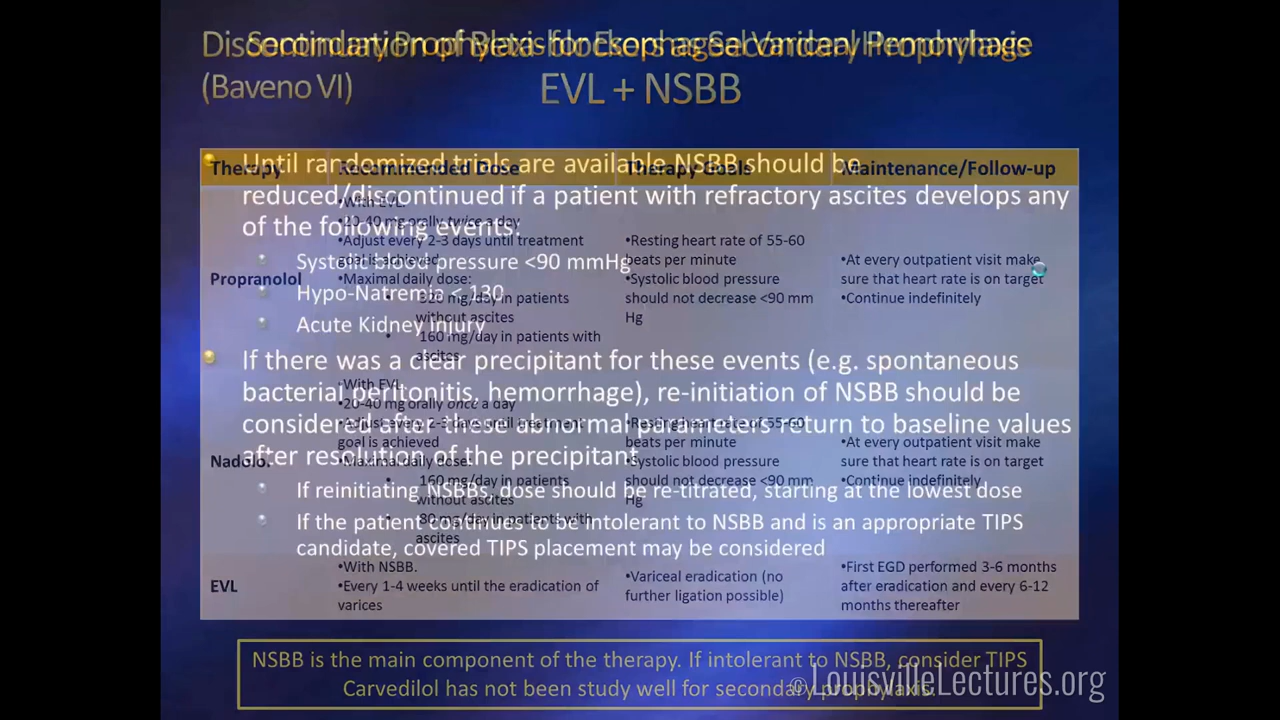 Discontinuation of Beta-blockers as Secondary Prophylaxis
(Baveno VI)
Secondary Prophylaxis for Esophageal Variceal Hemorrhage
EVL + NSBB
Until randomized trials are available NSBB should be
reduced/discontinued if a patient with refractory ascites develops any
of the following events:
Systolic blood pressure <90 mmHg
Hypo-Natremia < 130
Acute Kidney injury
If there was a clear precipitant for these events (e.g. spontaneous
bacterial peritonitis, hemorrhage), re-initiation of NSBB should be
considered after these abnormal parameters return to baseline values
after resolution of the precipitant
If reinitiating NSBBs, dose should be re-titrated, starting at the lowest dose
If the patient continues to be intolerant to NSBB and is an appropriate TIPS
candidate, covered TIPS placement may be considered
Therapy
Recommended Dose
Therapy Goals
Maintenance/Follow-up
Propranolol
•With EVL.
•20-40 mg orally twice a day
•Adjust every 2-3 days until treatment
goal is achieved
•Maximal daily dose:
• 320 mg/day in patients
without ascites
• 160 mg/day in patients with
ascites
•Resting heart rate of 55-60
beats per minute
•Systolic blood pressure
should not decrease <90 mm
Hg
•At every outpatient visit make
sure that heart rate is on target
•Continue indefinitely
Nadolol
•With EVL
•20-40 mg orally once a day
•Adjust every 2-3 days until treatment
goal is achieved
•Maximal daily dose:
• 160 mg/day in patients
without ascites
• 80 mg/day in patients with
ascites
•Resting heart rate of 55-60
beats per minute
•Systolic blood pressure
should not decrease <90 mm
Hg
•At every outpatient visit make
sure that heart rate is on target
•Continue indefinitely
EVL
•With NSBB.
•Every 1-4 weeks until the eradication of
varices
•Variceal eradication (no
further ligation possible)
•First EGD performed 3-6 months
after eradication and every 6-12
months thereafter
NSBB is the main component of the therapy. If intolerant to NSBB, consider TIPS
Carvedilol has not been study well for secondary prophylaxis.
©LouisvilleLectures.org